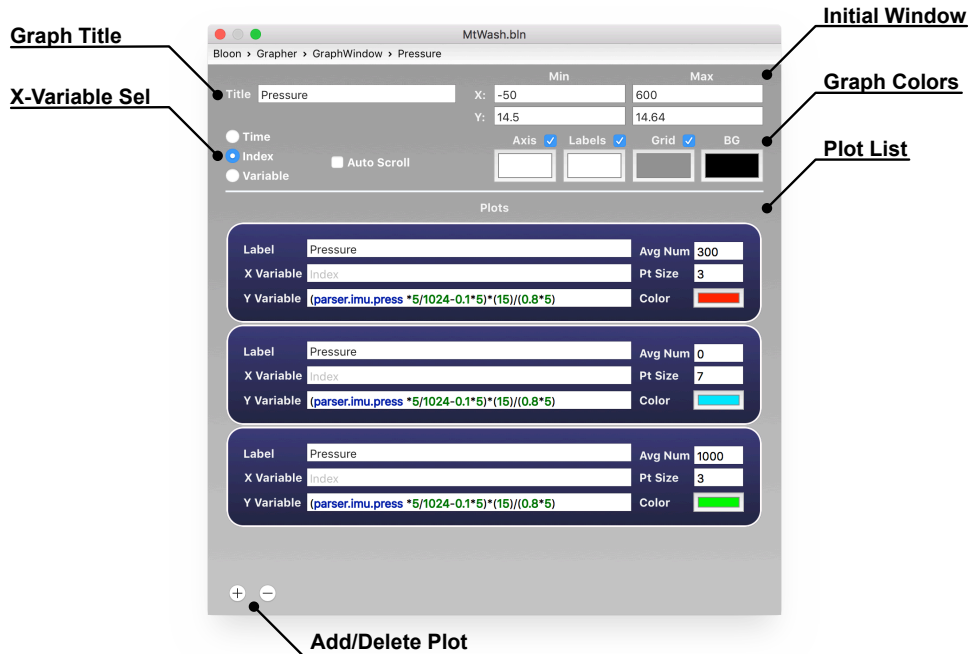 Initial Window
Graph Title
MtWash.bln
Bloon › Grapher › GraphWindow › Pressure
Min Max
Title Pressure X: -50 600
Graph Colors
X-Variable Sel
Y: 14.5 14.64
Time
Axis Labels Grid BG
Plot List
Index
Auto Scroll
Variable
Plots
Label Pressure Avg Num 300
X Variable Index Pt Size 3
Y Variable (parser.imu.press *5/1024-0.1*5)*(15)/(0.8*5) Color
Label Pressure Avg Num 0
X Variable Index Pt Size 7
Y Variable (parser.imu.press *5/1024-0.1*5)*(15)/(0.8*5) Color
Label Pressure Avg Num 1000
X Variable Index Pt Size 3
Y Variable (parser.imu.press *5/1024-0.1*5)*(15)/(0.8*5) Color
Add/Delete Plot